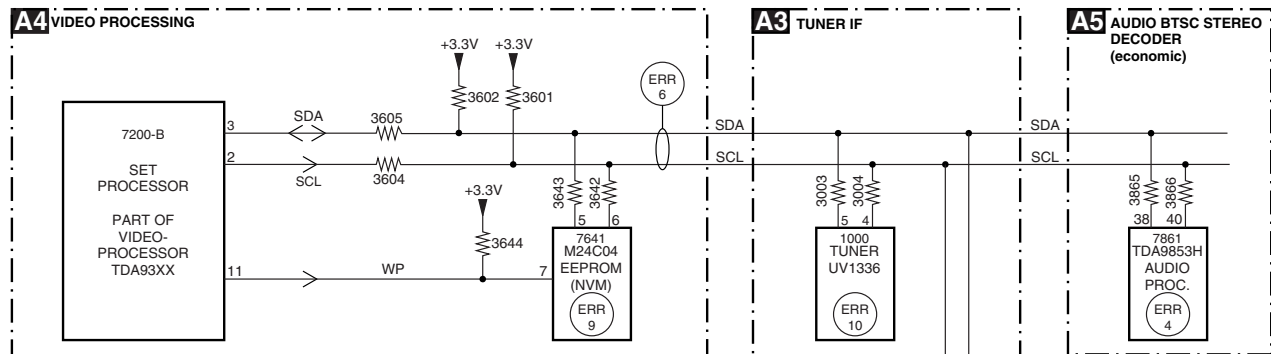 A4 VIDEO PROCESSING
7200-B
SET
PROCESSOR
PART OF
VIDEO-
PROCESSOR
TDA93XX
3
SDA
3605
2
SCL
3604
11
WP
+3.3V
+3.3V
3602
3601
ERR
6
+3.3V
3644
3643
3642
5
6
7
7641
M24C04
EEPROM
(NVM)
ERR
9
SDA
SCL
A3 TUNER IF
3003
3004
5
4
1000
TUNER
UV1336
ERR
10
SDA
SCL
A5 AUDIO BTSC STEREO
DECODER
(economic)
3865
3866
38
40
7861
TDA9853H
AUDIO
PROC.
ERR
4